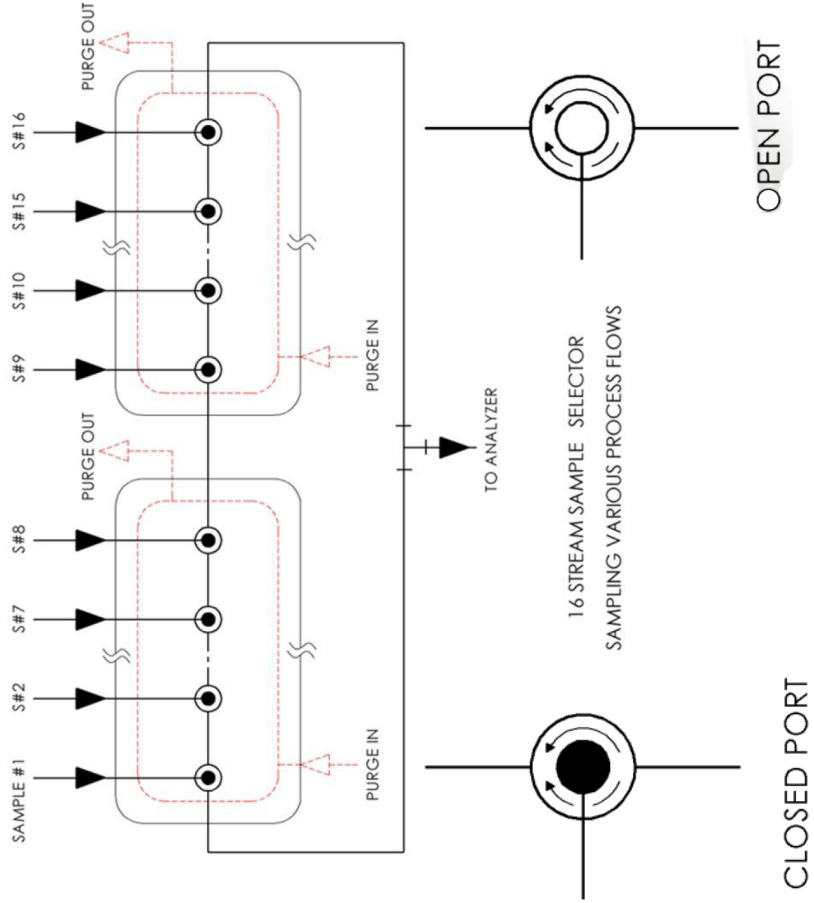 SAMPLE #1
S#2
S#7
S#8
S#9
S#10
S#15
S#16
PURGE OUT
PURGE OUT
PURGE IN
PURGE IN
TO ANALYZER
16 STREAM SAMPLE SELECTOR
SAMPLING VARIOUS PROCESS FLOWS
CLOSED PORT
OPEN PORT